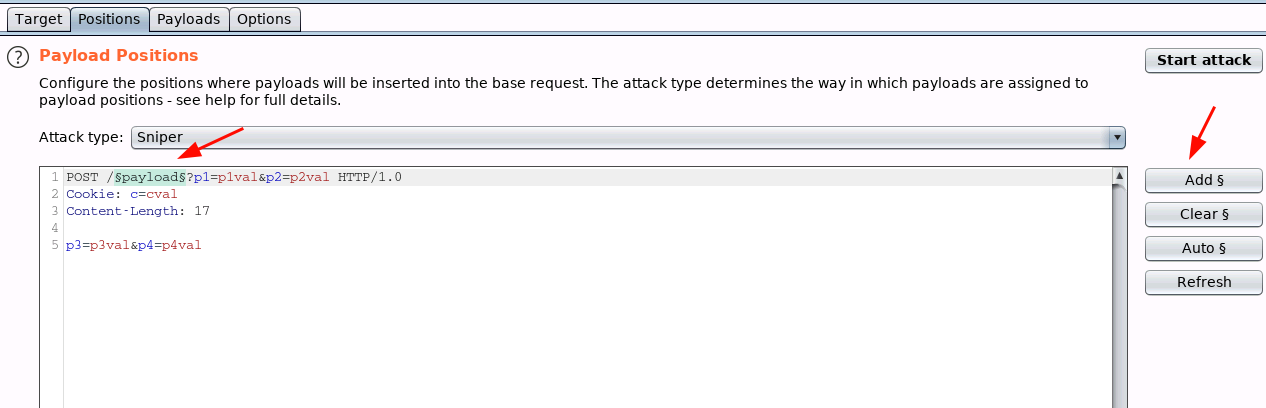 Target Positions Payloads Options
? Payload Positions
Start attack
Configure the positions where payloads will be inserted into the base request. The attack type determines the way in which payloads are assigned to
payload positions - see help for full details.
Attack type: Sniper
1 POST /§payload§?p1=p1val&p2=p2val HTTP/1.0
2 Cookie: c=cval
3 Content-Length: 17
4
5 p3=p3val&p4=p4val
Add §
Clear §
Auto §
Refresh